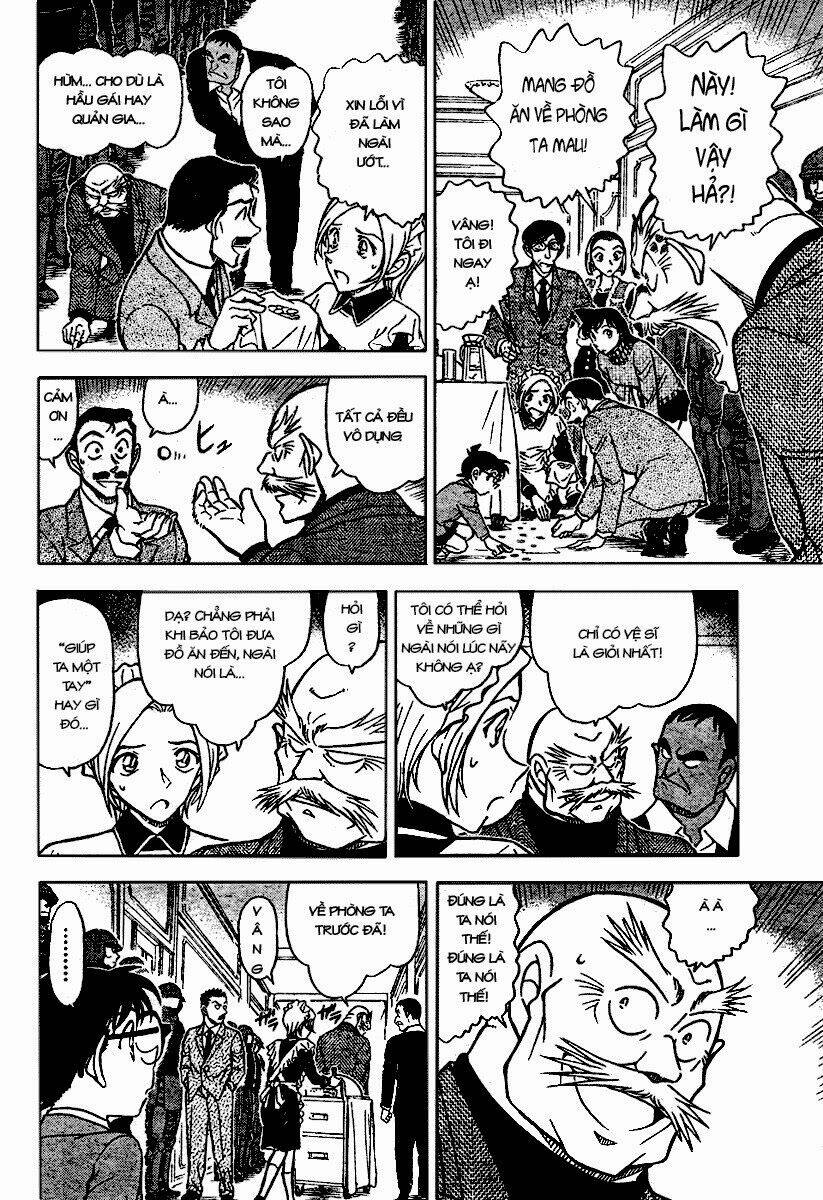 NÀY!
LÀM GÌ
VẬY
HẢ?!
MANG ĐỒ
ĂN VỀ PHÒNG
TA MAU!
VÂNG!
TÔI ĐI
NGAY
Ạ!
XIN LỖI VÌ
ĐÃ LÀM
NGÀI
ƯỚT...
TÔI
KHÔNG
SAO
MÀ...
HỪM... CHO DÙ LÀ
HẦU GÁI HAY
QUẢN GIA...
TẤT CẢ ĐỀU
VÔ DỤNG
ピッ
À...
CẢM
ƠN
...
CHỈ CÓ VỆ SĨ
LÀ GIỎI NHẤT!
TÔI CÓ THỂ HỎI
VỀ NHỮNG GÌ
NGÀI NÓI LÚC NÃY
KHÔNG Ạ?
HỎI
GÌ
?
DẠ? CHẲNG PHẢI
KHI BẢO TÔI ĐƯA
ĐỒ ĂN ĐẾN, NGÀI
NÓI LÀ...
“GIÚP
TA MỘT
TAY”
HAY GÌ
ĐÓ...
À À
...
ĐÚNG LÀ
TA NÓI
THẾ!
ĐÚNG LÀ
TA NÓI
THẾ!
VỀ PHÒNG TA
TRƯỚC ĐÃ!
VÂNG
........